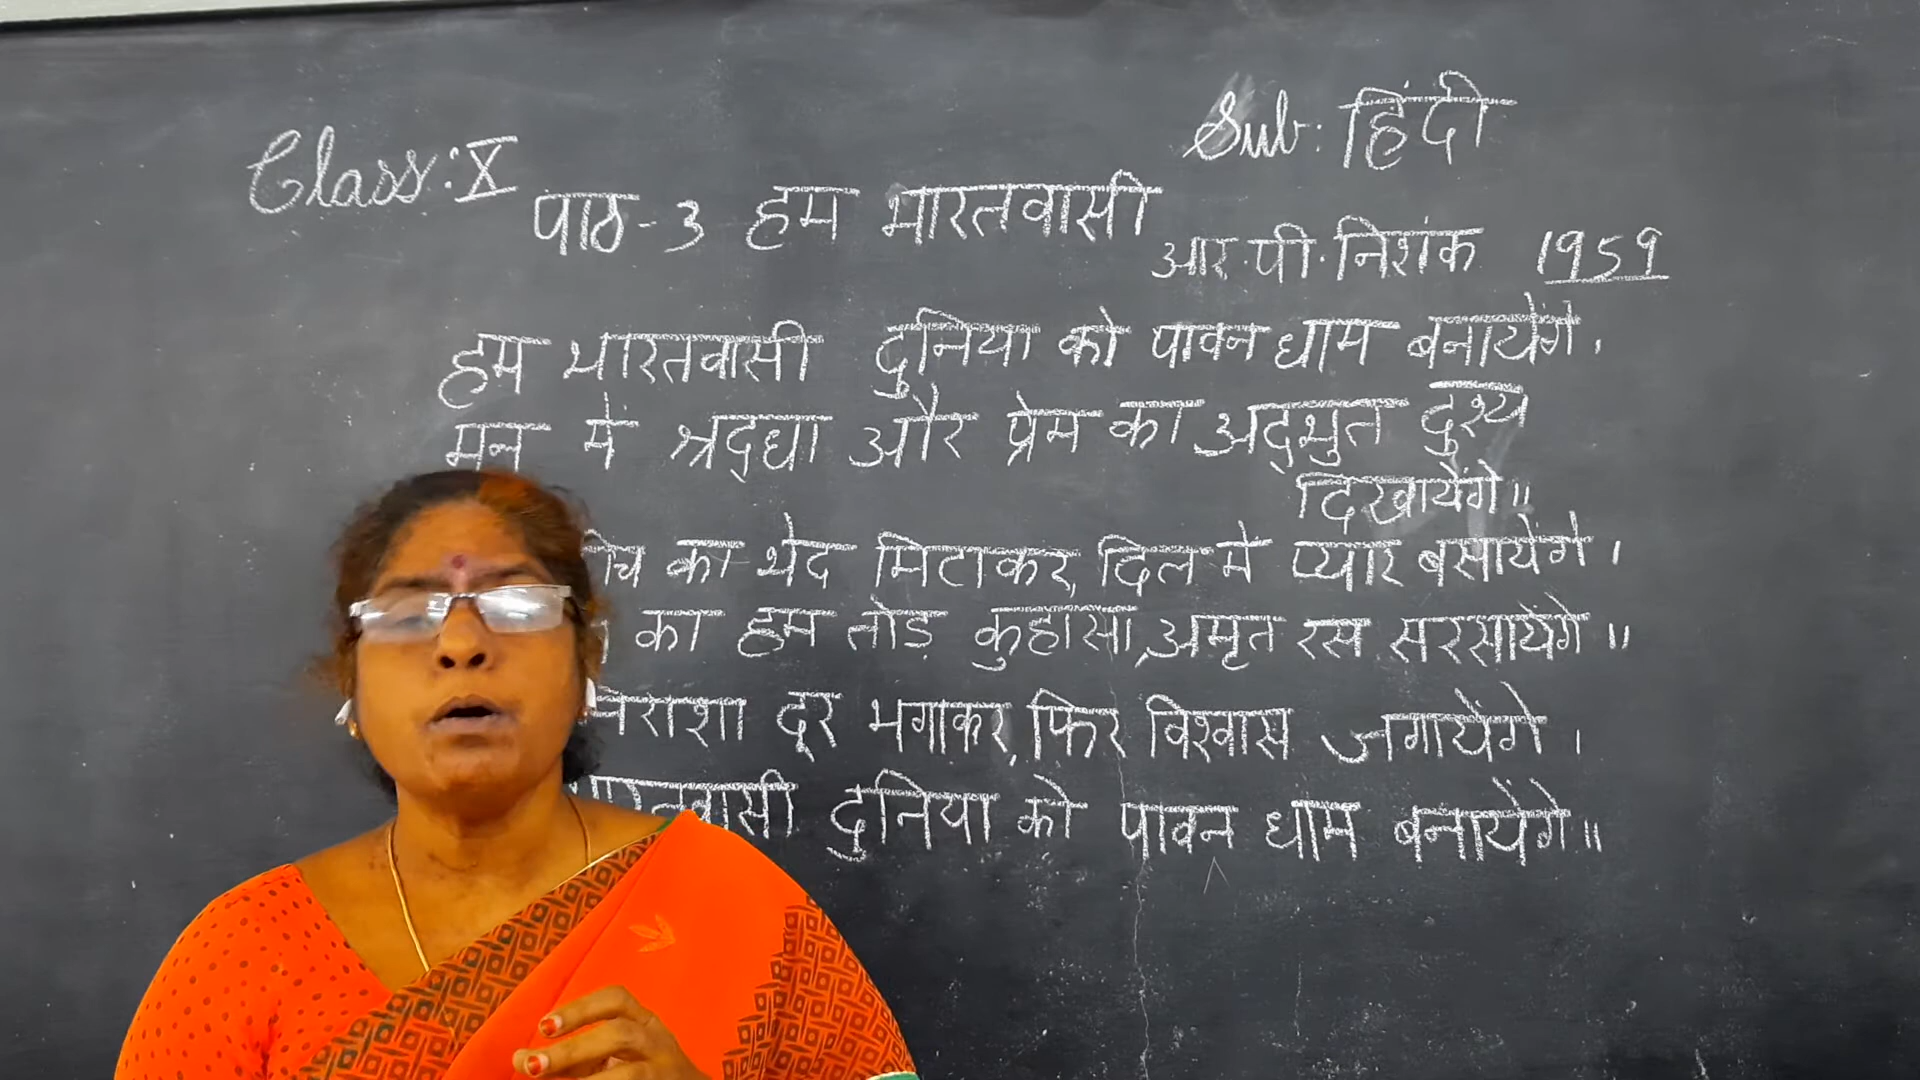 Class: X
Sub: हिंदी
पाठ-3 हम भारतवासी
आर.पी.निशंक 1959
हम भारतवासी दुनिया को पावन धाम बनायेंगे।
मन में श्रद्धा और प्रेम का अद्भुत दृश्य
दिखायेंगे॥
का भेद मिटाकर, दिल में प्यार बसायेंगे।
का हम तोड़ कुहासा, अमृत रस सरसायेंगे॥
निराशा दूर भगाकर, फिर विश्वास जगायेंगे।
भारतवासी दुनिया को पावन धाम बनायेंगे॥